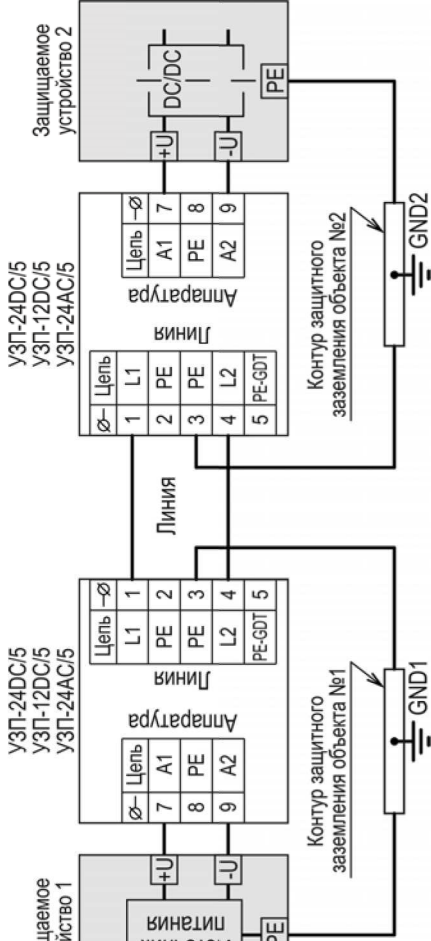 щаемое
йство 1
питания
+U
-U
PE
УЗП-24DC/5
УЗП-12DC/5
УЗП-24AC/5
Цепь
7 A1
8 PE
9 A2
Аппаратура
Линия
Цепь
L1 1
PE 2
PE 3
L2 4
PE-GDT 5
Контур защитного
заземления объекта №1
GND1
Линия
УЗП-24DC/5
УЗП-12DC/5
УЗП-24AC/5
Цепь
1 L1
2 PE
3 PE
4 L2
5 PE-GDT
Линия
Аппаратура
Цепь
A1 7
PE 8
A2 9
Контур защитного
заземления объекта №2
GND2
Защищаемое
устройство 2
+U
-U
DC/DC
PE